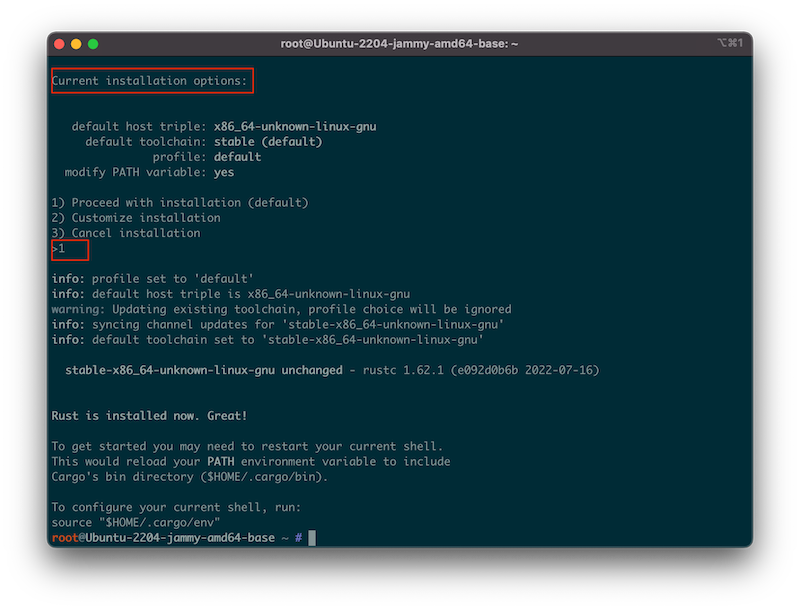 root@Ubuntu-2204-jammy-amd64-base: ~
⌥⌘1
Current installation options:
default host triple: x86_64-unknown-linux-gnu
default toolchain: stable (default)
profile: default
modify PATH variable: yes
1) Proceed with installation (default)
2) Customize installation
3) Cancel installation
>1
info: profile set to 'default'
info: default host triple is x86_64-unknown-linux-gnu
warning: Updating existing toolchain, profile choice will be ignored
info: syncing channel updates for 'stable-x86_64-unknown-linux-gnu'
info: default toolchain set to 'stable-x86_64-unknown-linux-gnu'
stable-x86_64-unknown-linux-gnu unchanged - rustc 1.62.1 (e092d0b6b 2022-07-16)
Rust is installed now. Great!
To get started you may need to restart your current shell.
This would reload your PATH environment variable to include
Cargo's bin directory ($HOME/.cargo/bin).
To configure your current shell, run:
source "$HOME/.cargo/env"
root@Ubuntu-2204-jammy-amd64-base ~ #